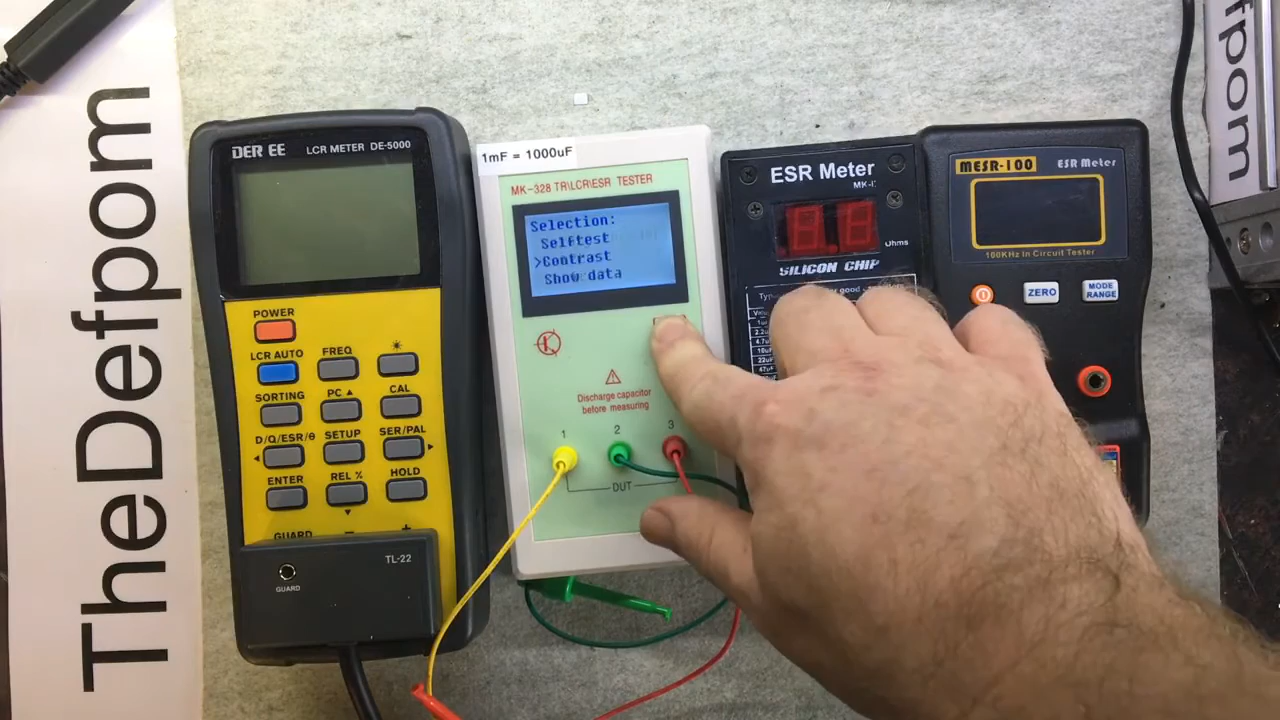 TheDefpom
DER EE LCR METER DE-5000
POWER
LCR AUTO
FREQ
SORTING
PC ▲
CAL
D/Q/ESR/θ
SETUP
SER/PAL
ENTER
REL %
HOLD
GUARD
TL-22
GUARD
1mF = 1000uF
MK-328 TR\LCR\ESR TESTER
Selection:
Selftest
>Contrast
Show data
Discharge capacitor
before measuring
1 2 3
DUT
ESR Meter
Ohms
SILICON CHIP
MESR-100 ESR Meter
100KHz In Circuit Tester
ZERO
MODE
RANGE
fpom